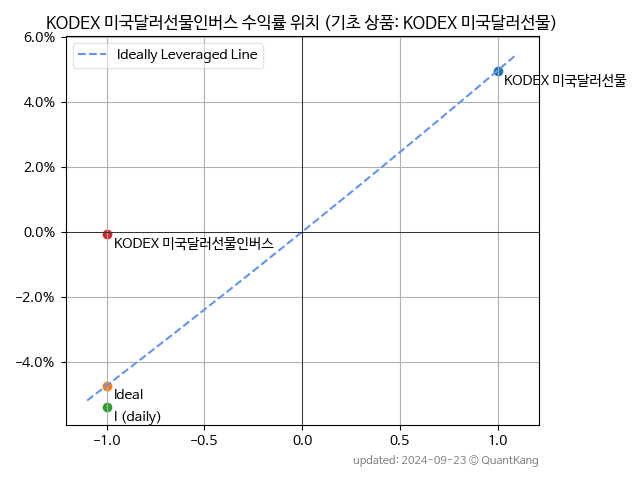 KODEX 미국달러선물인버스 수익률 위치 (기초 상품: KODEX 미국달러선물)
6.0%
Ideally Leveraged Line
KODEX 미국달러선물
4.0%
2.0%
0.0%
KODEX 미국달러선물인버스
−2.0%
−4.0%
Ideal
I (daily)
−1.0 −0.5 0.0 0.5 1.0
updated: 2024-09-23 © QuantKang